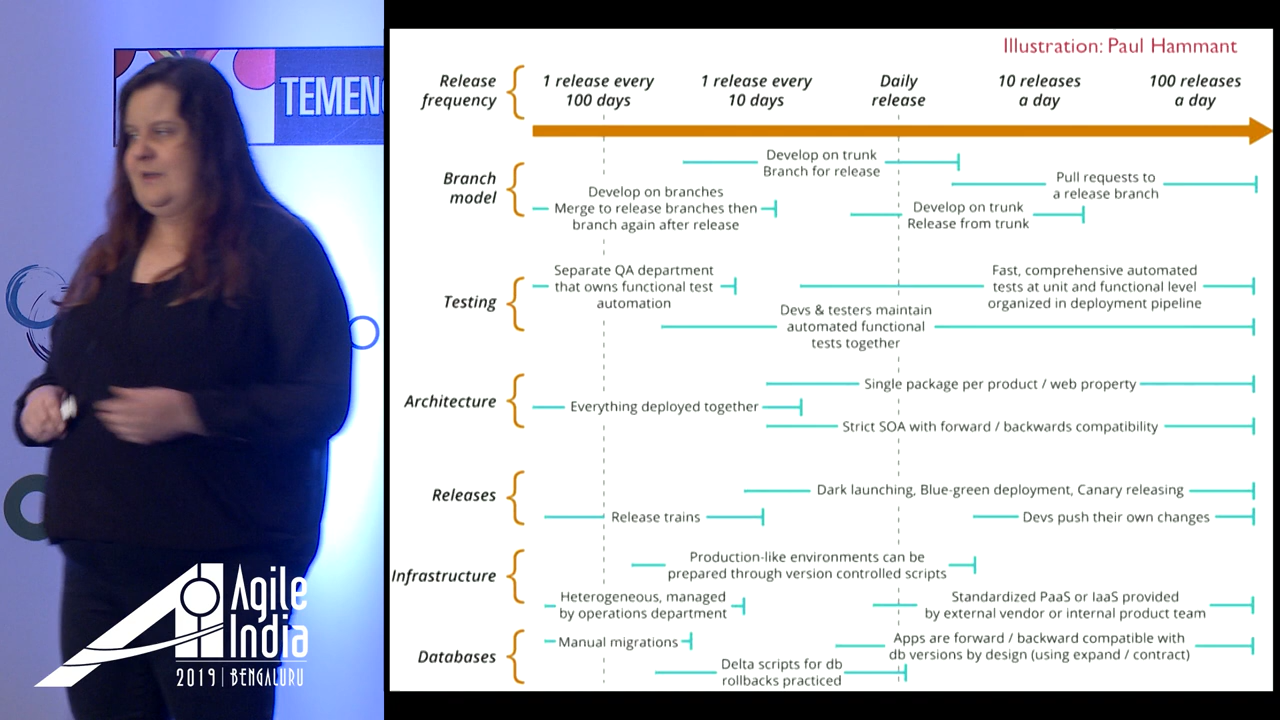 TEMEN
Agile
India
2019 | BENGALURU
Illustration: Paul Hammant
Release
frequency
1 release every
100 days
1 release every
10 days
Daily
release
10 releases
a day
100 releases
a day
Branch
model
Develop on trunk
Branch for release
Pull requests to
a release branch
Develop on branches
Merge to release branches then
branch again after release
Develop on trunk
Release from trunk
Testing
Separate QA department
that owns functional test
automation
Fast, comprehensive automated
tests at unit and functional level
organized in deployment pipeline
Devs & testers maintain
automated functional
tests together
Architecture
Single package per product / web property
Everything deployed together
Strict SOA with forward / backwards compatibility
Releases
Dark launching, Blue-green deployment, Canary releasing
Release trains
Devs push their own changes
Infrastructure
Production-like environments can be
prepared through version controlled scripts
Heterogeneous, managed
by operations department
Standardized PaaS or IaaS provided
by external vendor or internal product team
Databases
Manual migrations
Apps are forward / backward compatible with
db versions by design (using expand / contract)
Delta scripts for db
rollbacks practiced